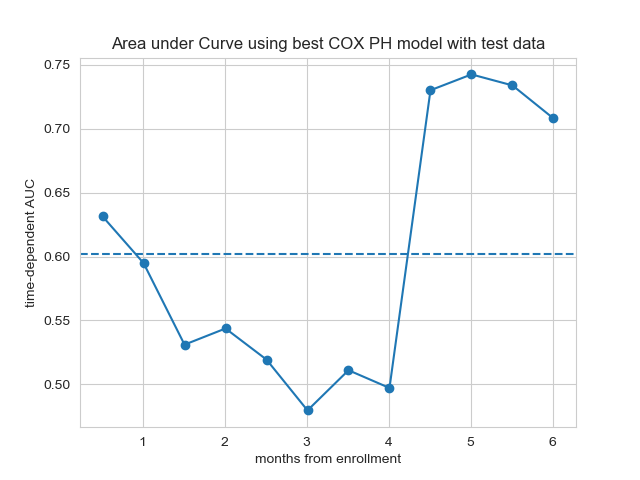 Area under Curve using best COX PH model with test data
time-dependent AUC
0.75
0.70
0.65
0.60
0.55
0.50
1 2 3 4 5 6
months from enrollment